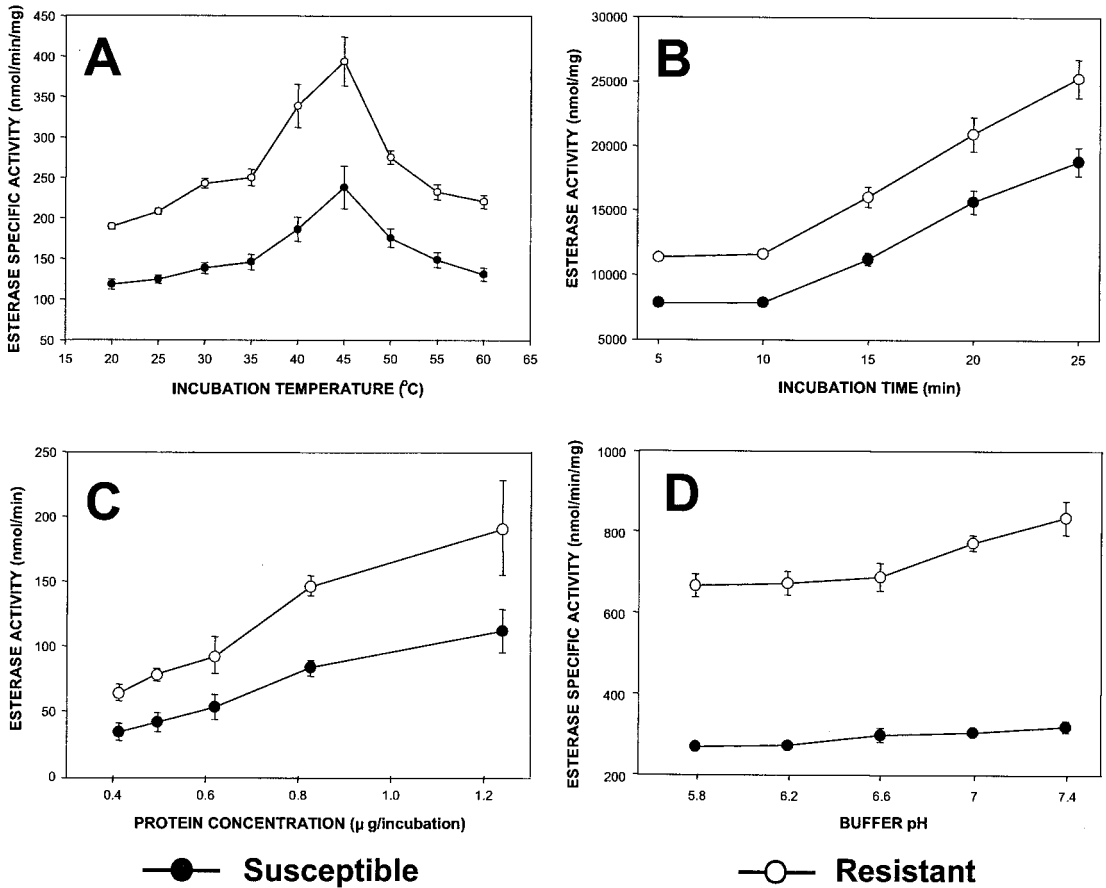 A
ESTERASE SPECIFIC ACTIVITY (nmol/min/mg)
450
400
350
300
250
200
150
100
50
15 20 25 30 35 40 45 50 55 60 65
INCUBATION TEMPERATURE (°C)
B
ESTERASE ACTIVITY (nmol/mg)
30000
25000
20000
15000
10000
5000
5 10 15 20 25
INCUBATION TIME (min)
C
ESTERASE ACTIVITY (nmol/min)
250
200
150
100
50
0
0.4 0.6 0.8 1.0 1.2
PROTEIN CONCENTRATION (µ g/incubation)
D
ESTERASE SPECIFIC ACTIVITY (nmol/min/mg)
1000
800
600
400
200
5.8 6.2 6.6 7 7.4
BUFFER pH
Susceptible
Resistant